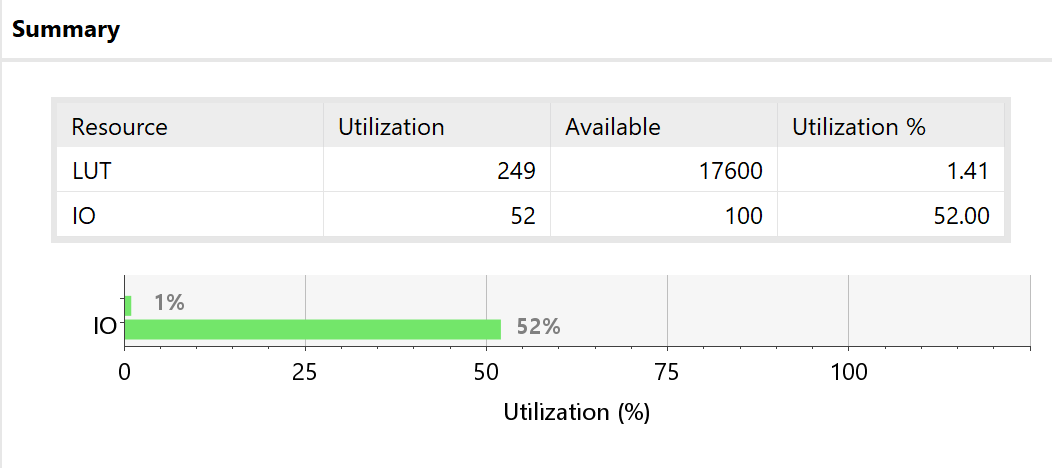 Summary
Resource Utilization Available Utilization %
LUT 249 17600 1.41
IO 52 100 52.00
1%
IO 52%
0 25 50 75 100
Utilization (%)